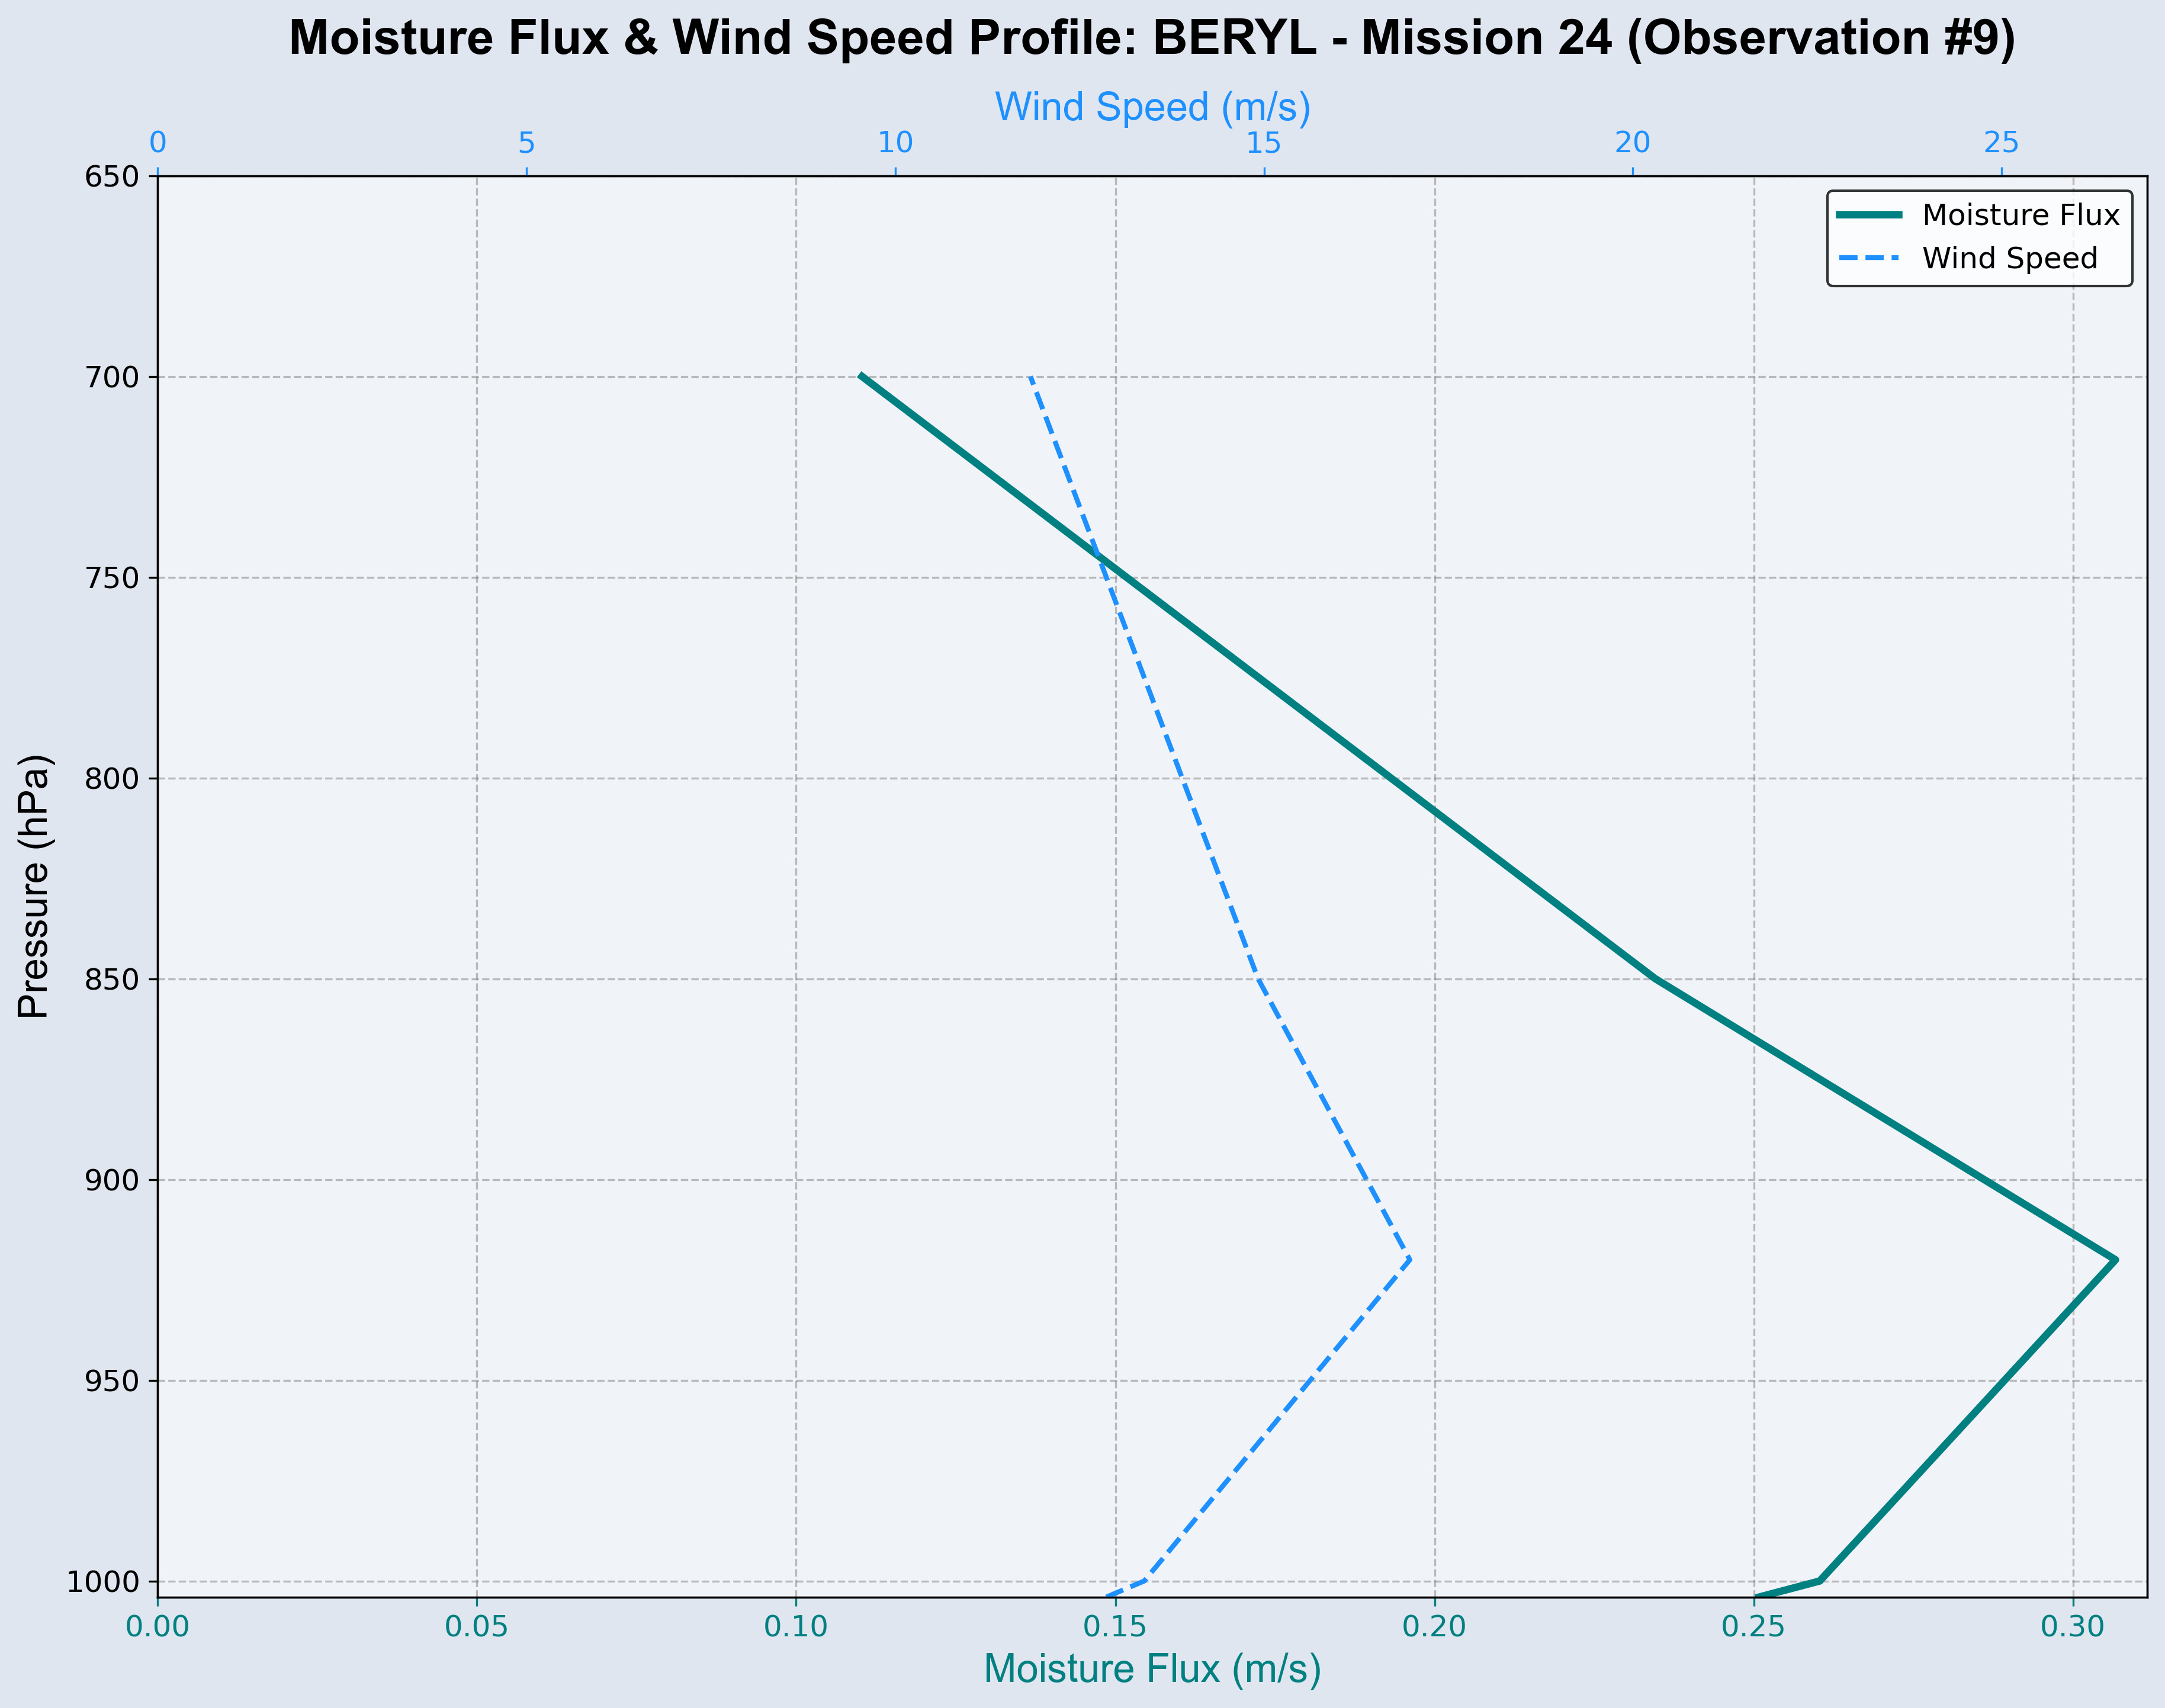 Moisture Flux & Wind Speed Profile: BERYL - Mission 24 (Observation #9)
Wind Speed (m/s)
0 5 10 15 20 25
Moisture Flux
Wind Speed
Pressure (hPa)
650
700
750
800
850
900
950
1000
0.00 0.05 0.10 0.15 0.20 0.25 0.30
Moisture Flux (m/s)